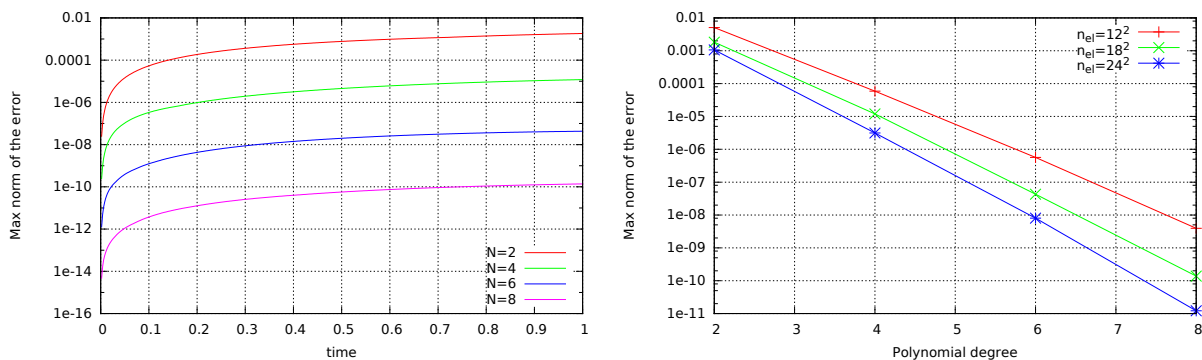 Max norm of the error
0.01
0.0001
1e-06
1e-08
1e-10
1e-12
1e-14
1e-16
N=2
N=4
N=6
N=8
0 0.1 0.2 0.3 0.4 0.5 0.6 0.7 0.8 0.9 1
time
Max norm of the error
0.01
0.001
0.0001
1e-05
1e-06
1e-07
1e-08
1e-09
1e-10
1e-11
nel=12²
nel=18²
nel=24²
2 3 4 5 6 7 8
Polynomial degree